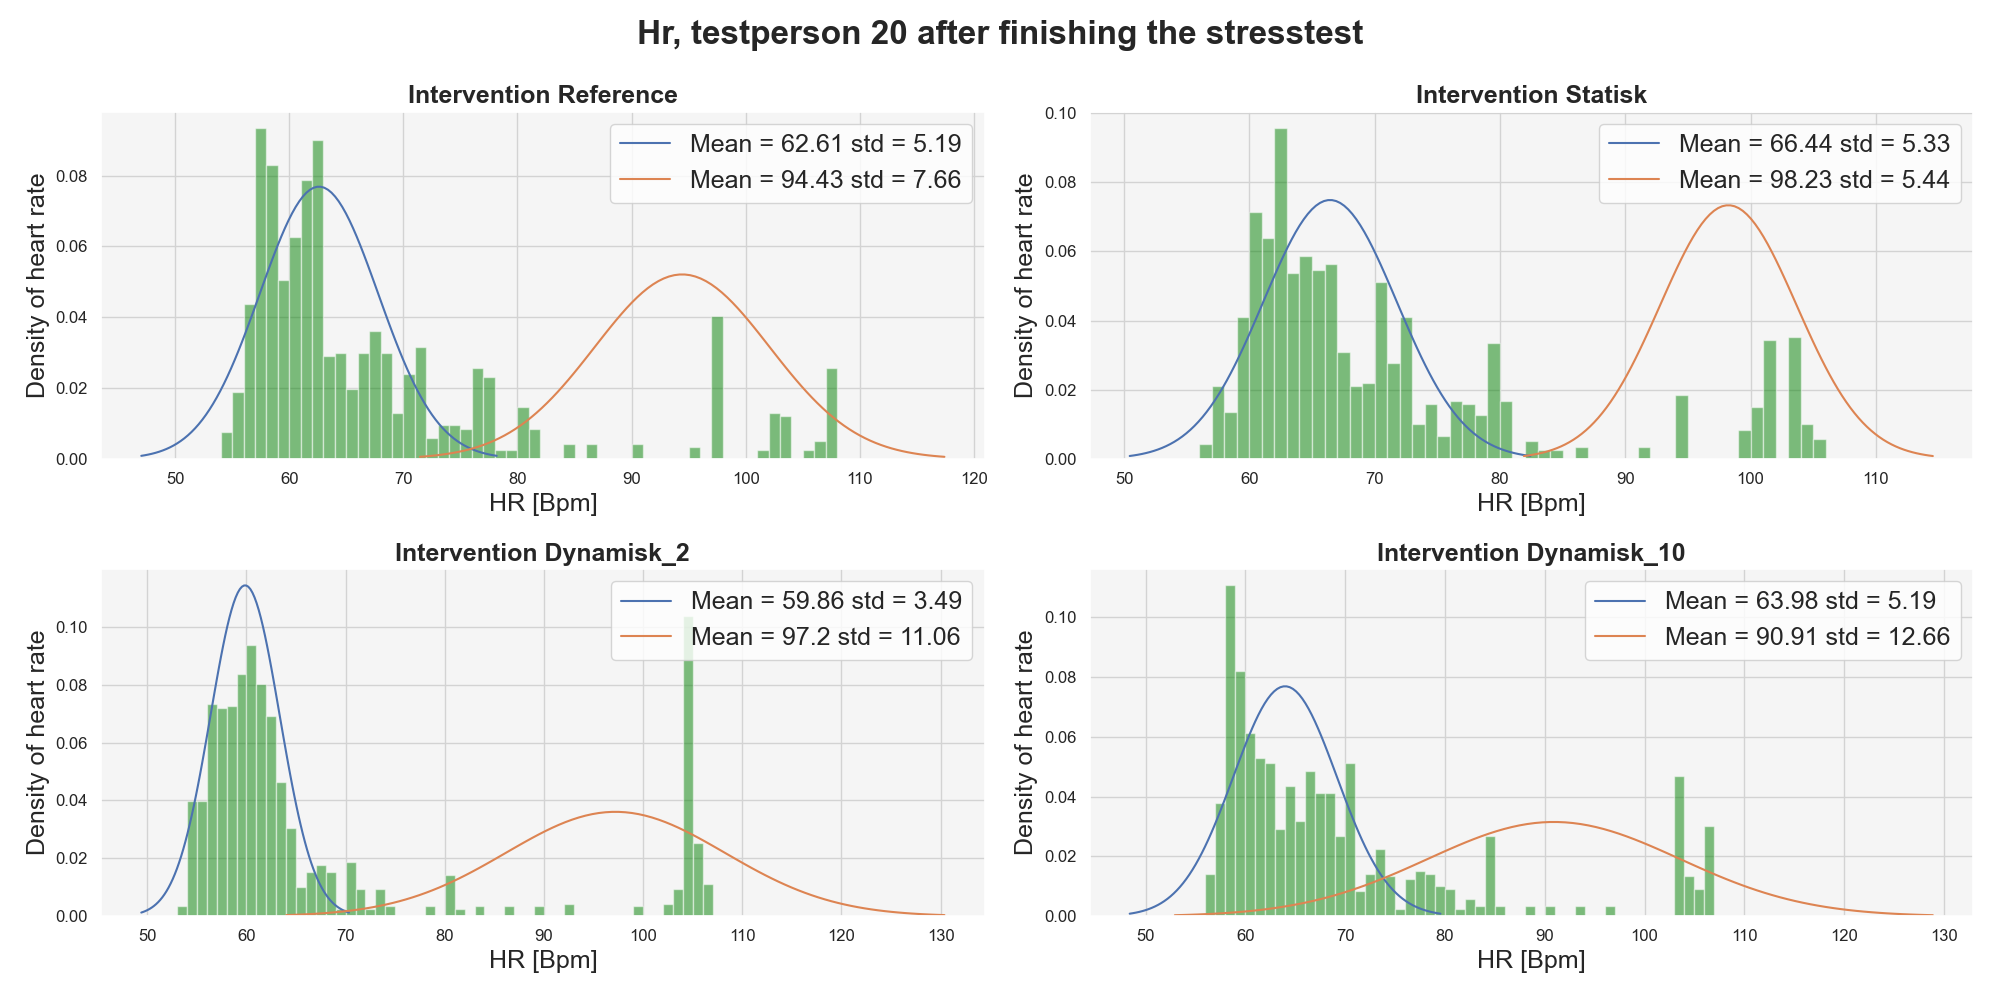 Hr, testperson 20 after finishing the stresstest
Intervention Reference
Mean = 62.61 std = 5.19
Mean = 94.43 std = 7.66
Density of heart rate
0.08
0.06
0.04
0.02
0.00
50 60 70 80 90 100 110 120
HR [Bpm]
Intervention Statisk
Mean = 66.44 std = 5.33
Mean = 98.23 std = 5.44
Density of heart rate
0.10
0.08
0.06
0.04
0.02
0.00
50 60 70 80 90 100 110
HR [Bpm]
Intervention Dynamisk_2
Mean = 59.86 std = 3.49
Mean = 97.2 std = 11.06
Density of heart rate
0.10
0.08
0.06
0.04
0.02
0.00
50 60 70 80 90 100 110 120 130
HR [Bpm]
Intervention Dynamisk_10
Mean = 63.98 std = 5.19
Mean = 90.91 std = 12.66
Density of heart rate
0.10
0.08
0.06
0.04
0.02
0.00
50 60 70 80 90 100 110 120 130
HR [Bpm]